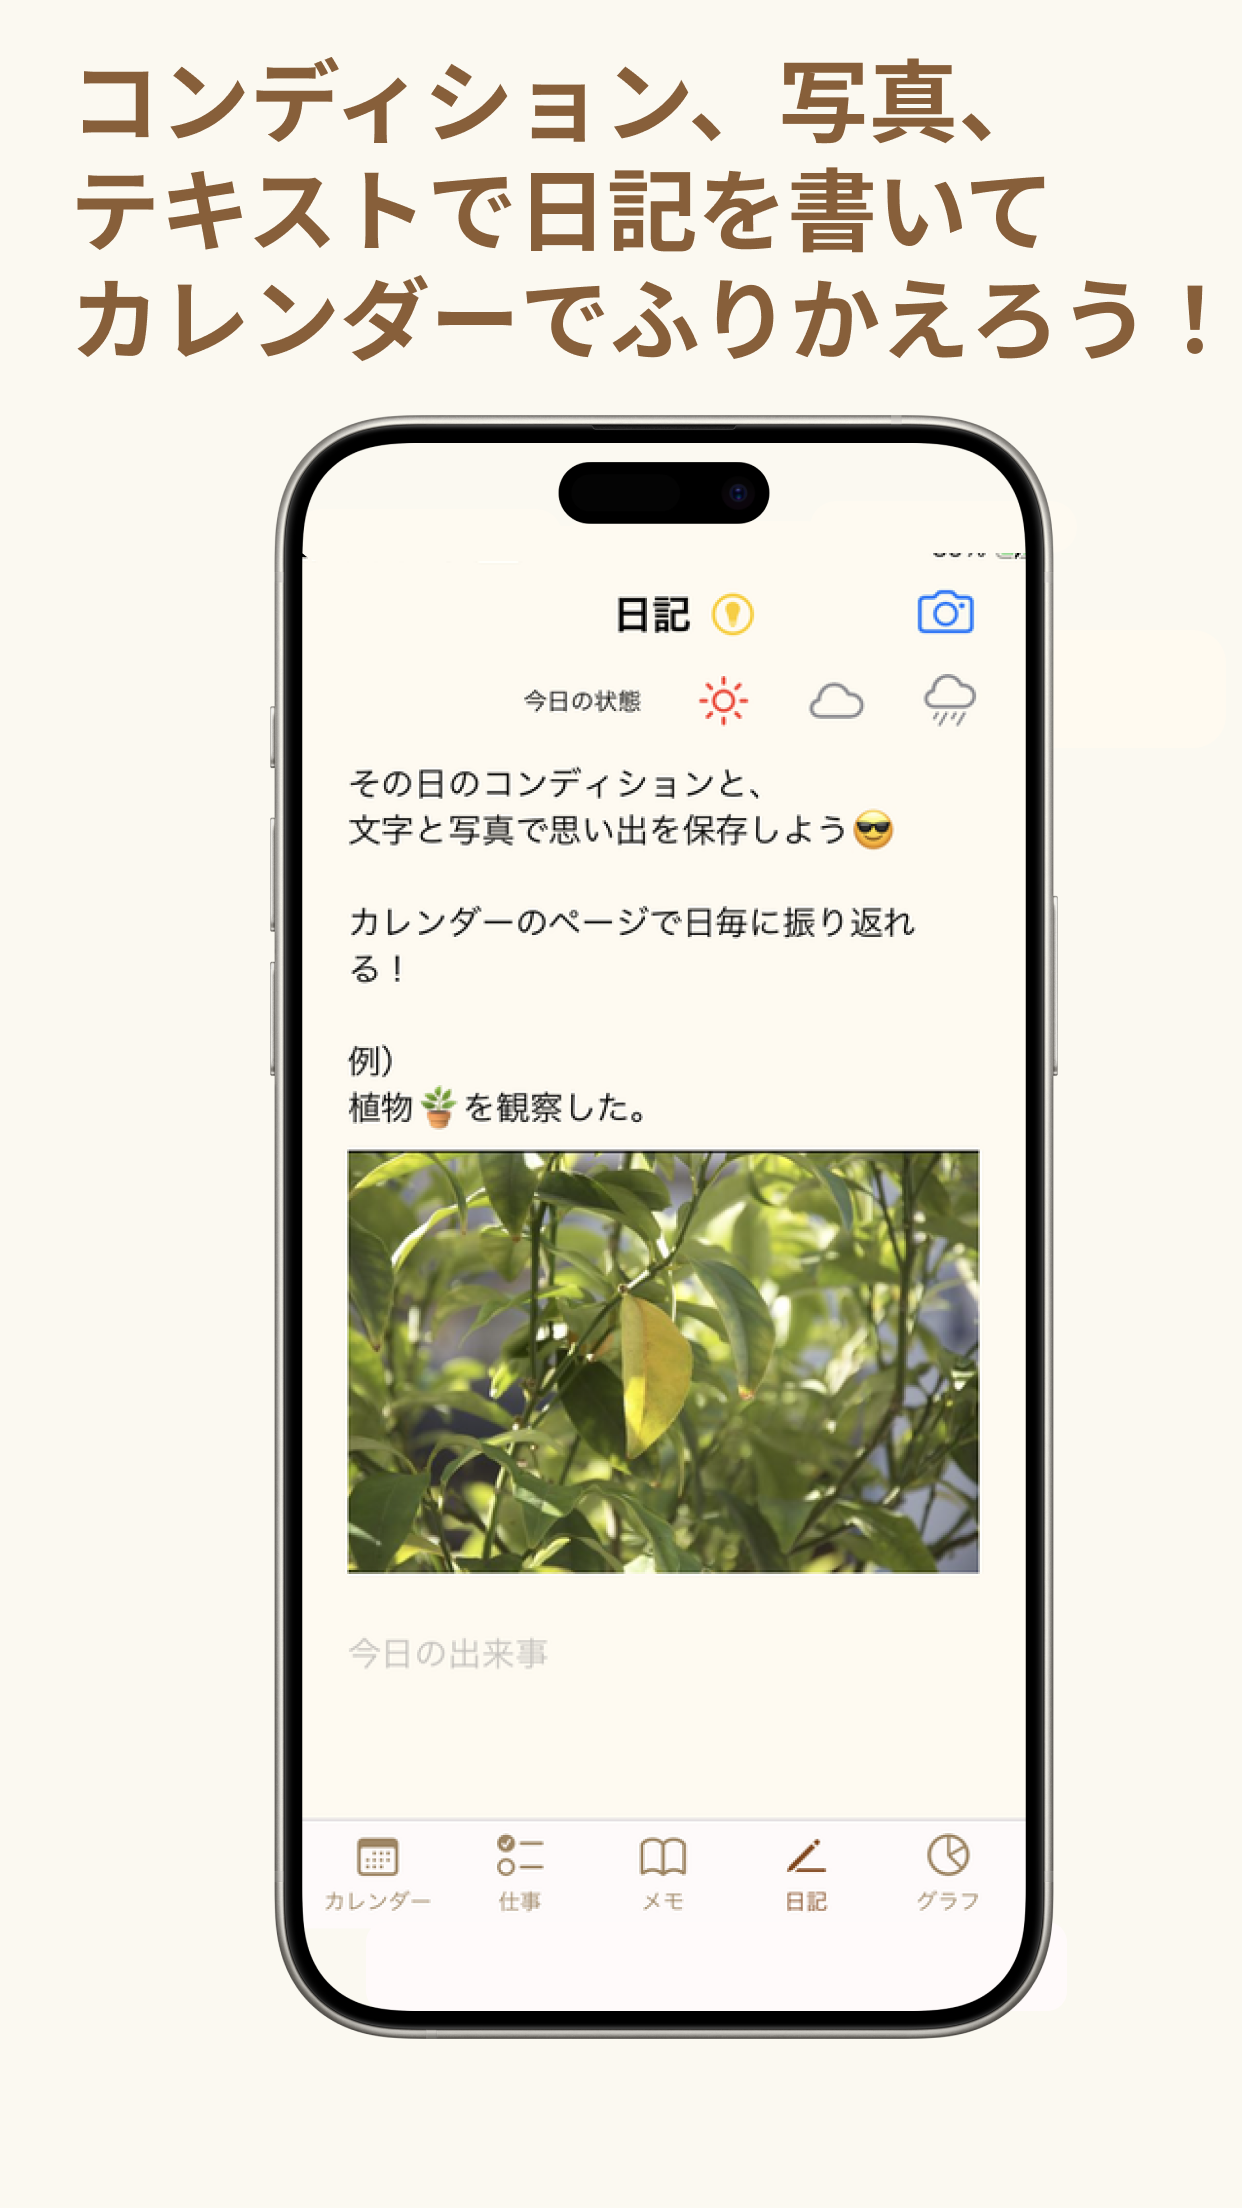 コンディション、写真、
テキストで日記を書いて
カレンダーでふりかえろう！
日記
今日の状態
その日のコンディションと、
文字と写真で思い出を保存しよう😎
カレンダーのページで日毎に振り返れ
る！
例）
植物🪴を観察した。
今日の出来事
カレンダー
仕事
メモ
日記
グラフ